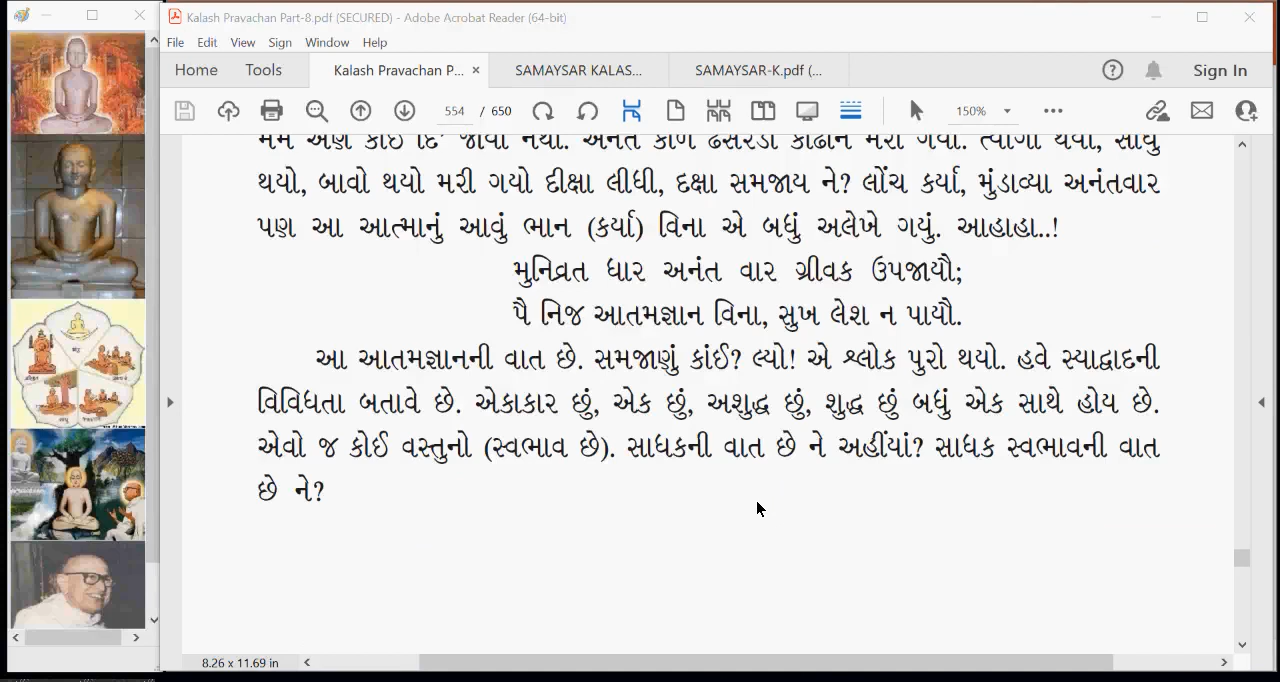 Kalash Pravachan Part-8.pdf (SECURED) - Adobe Acrobat Reader (64-bit)
File Edit View Sign Window Help
Home Tools Kalash Pravachan P... × SAMAYSAR KALAS... SAMAYSAR-K.pdf (... Sign In
554 / 650 150%
થયો, બાવો થયો મરી ગયો દીક્ષા લીધી, દક્ષા સમજાય ને? લોંચ કર્યા, મુંડાવ્યા અનંતવાર
પણ આ આત્માનું આવું ભાન (કર્યા) વિના એ બધું અલેખે ગયું. આહાહા..!
મુનિવ્રત ધાર અનંત વાર ગ્રીવક ઉપજાયૌ;
પૈ નિજ આતમજ્ઞાન વિના, સુખ લેશ ન પાયૌ.
આ આતમજ્ઞાનની વાત છે. સમજાણું કાંઈ? લ્યો! એ શ્લોક પુરો થયો. હવે સ્યાદ્વાદની
વિવિધતા બતાવે છે. એકાકાર છું, એક છું, અશુદ્ધ છું, શુદ્ધ છું બધું એક સાથે હોય છે.
એવો જ કોઈ વસ્તુનો (સ્વભાવ છે). સાધકની વાત છે ને અહીંયાં? સાધક સ્વભાવની વાત
છે ને?
8.26 x 11.69 in